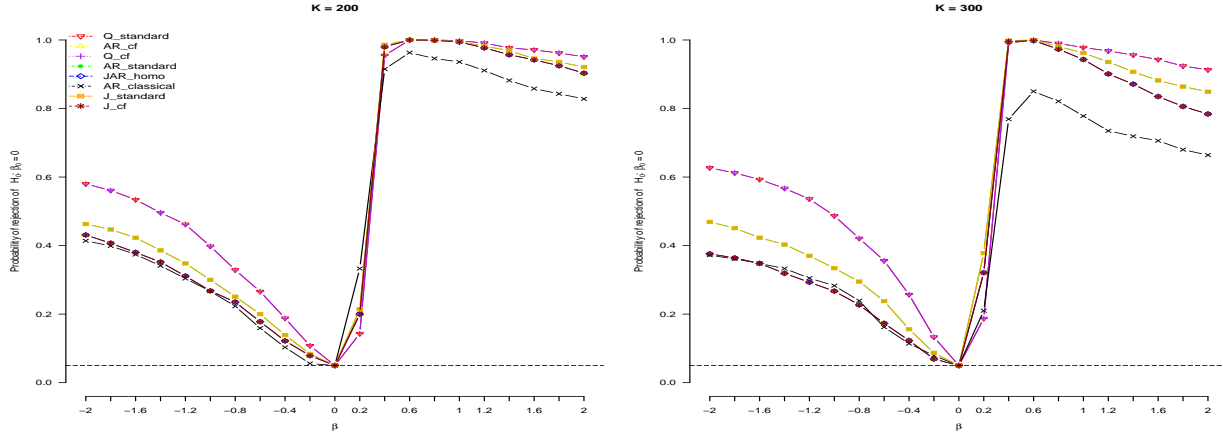 K = 200
Q_standard
AR_cf
Q_cf
AR_standard
JAR_homo
AR_classical
J_standard
J_cf
Probability of rejection of H₀: β₀ = 0
1.0
0.8
0.6
0.4
0.2
0.0
−2 −1.6 −1.2 −0.8 −0.4 0 0.2 0.6 1 1.2 1.6 2
β
K = 300
Probability of rejection of H₀: β₀ = 0
1.0
0.8
0.6
0.4
0.2
0.0
−2 −1.6 −1.2 −0.8 −0.4 0 0.2 0.6 1 1.2 1.6 2
β